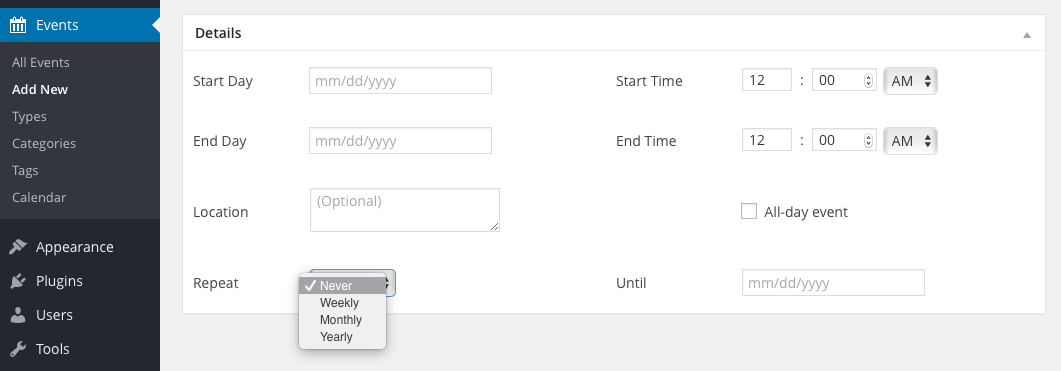 Events
All Events
Add New
Types
Categories
Tags
Calendar
Appearance
Plugins
Users
Tools
Details
Start Day mm/dd/yyyy Start Time 12 : 00 AM
End Day mm/dd/yyyy End Time 12 : 00 AM
Location (Optional) All-day event
Repeat Never Until mm/dd/yyyy
Weekly
Monthly
Yearly